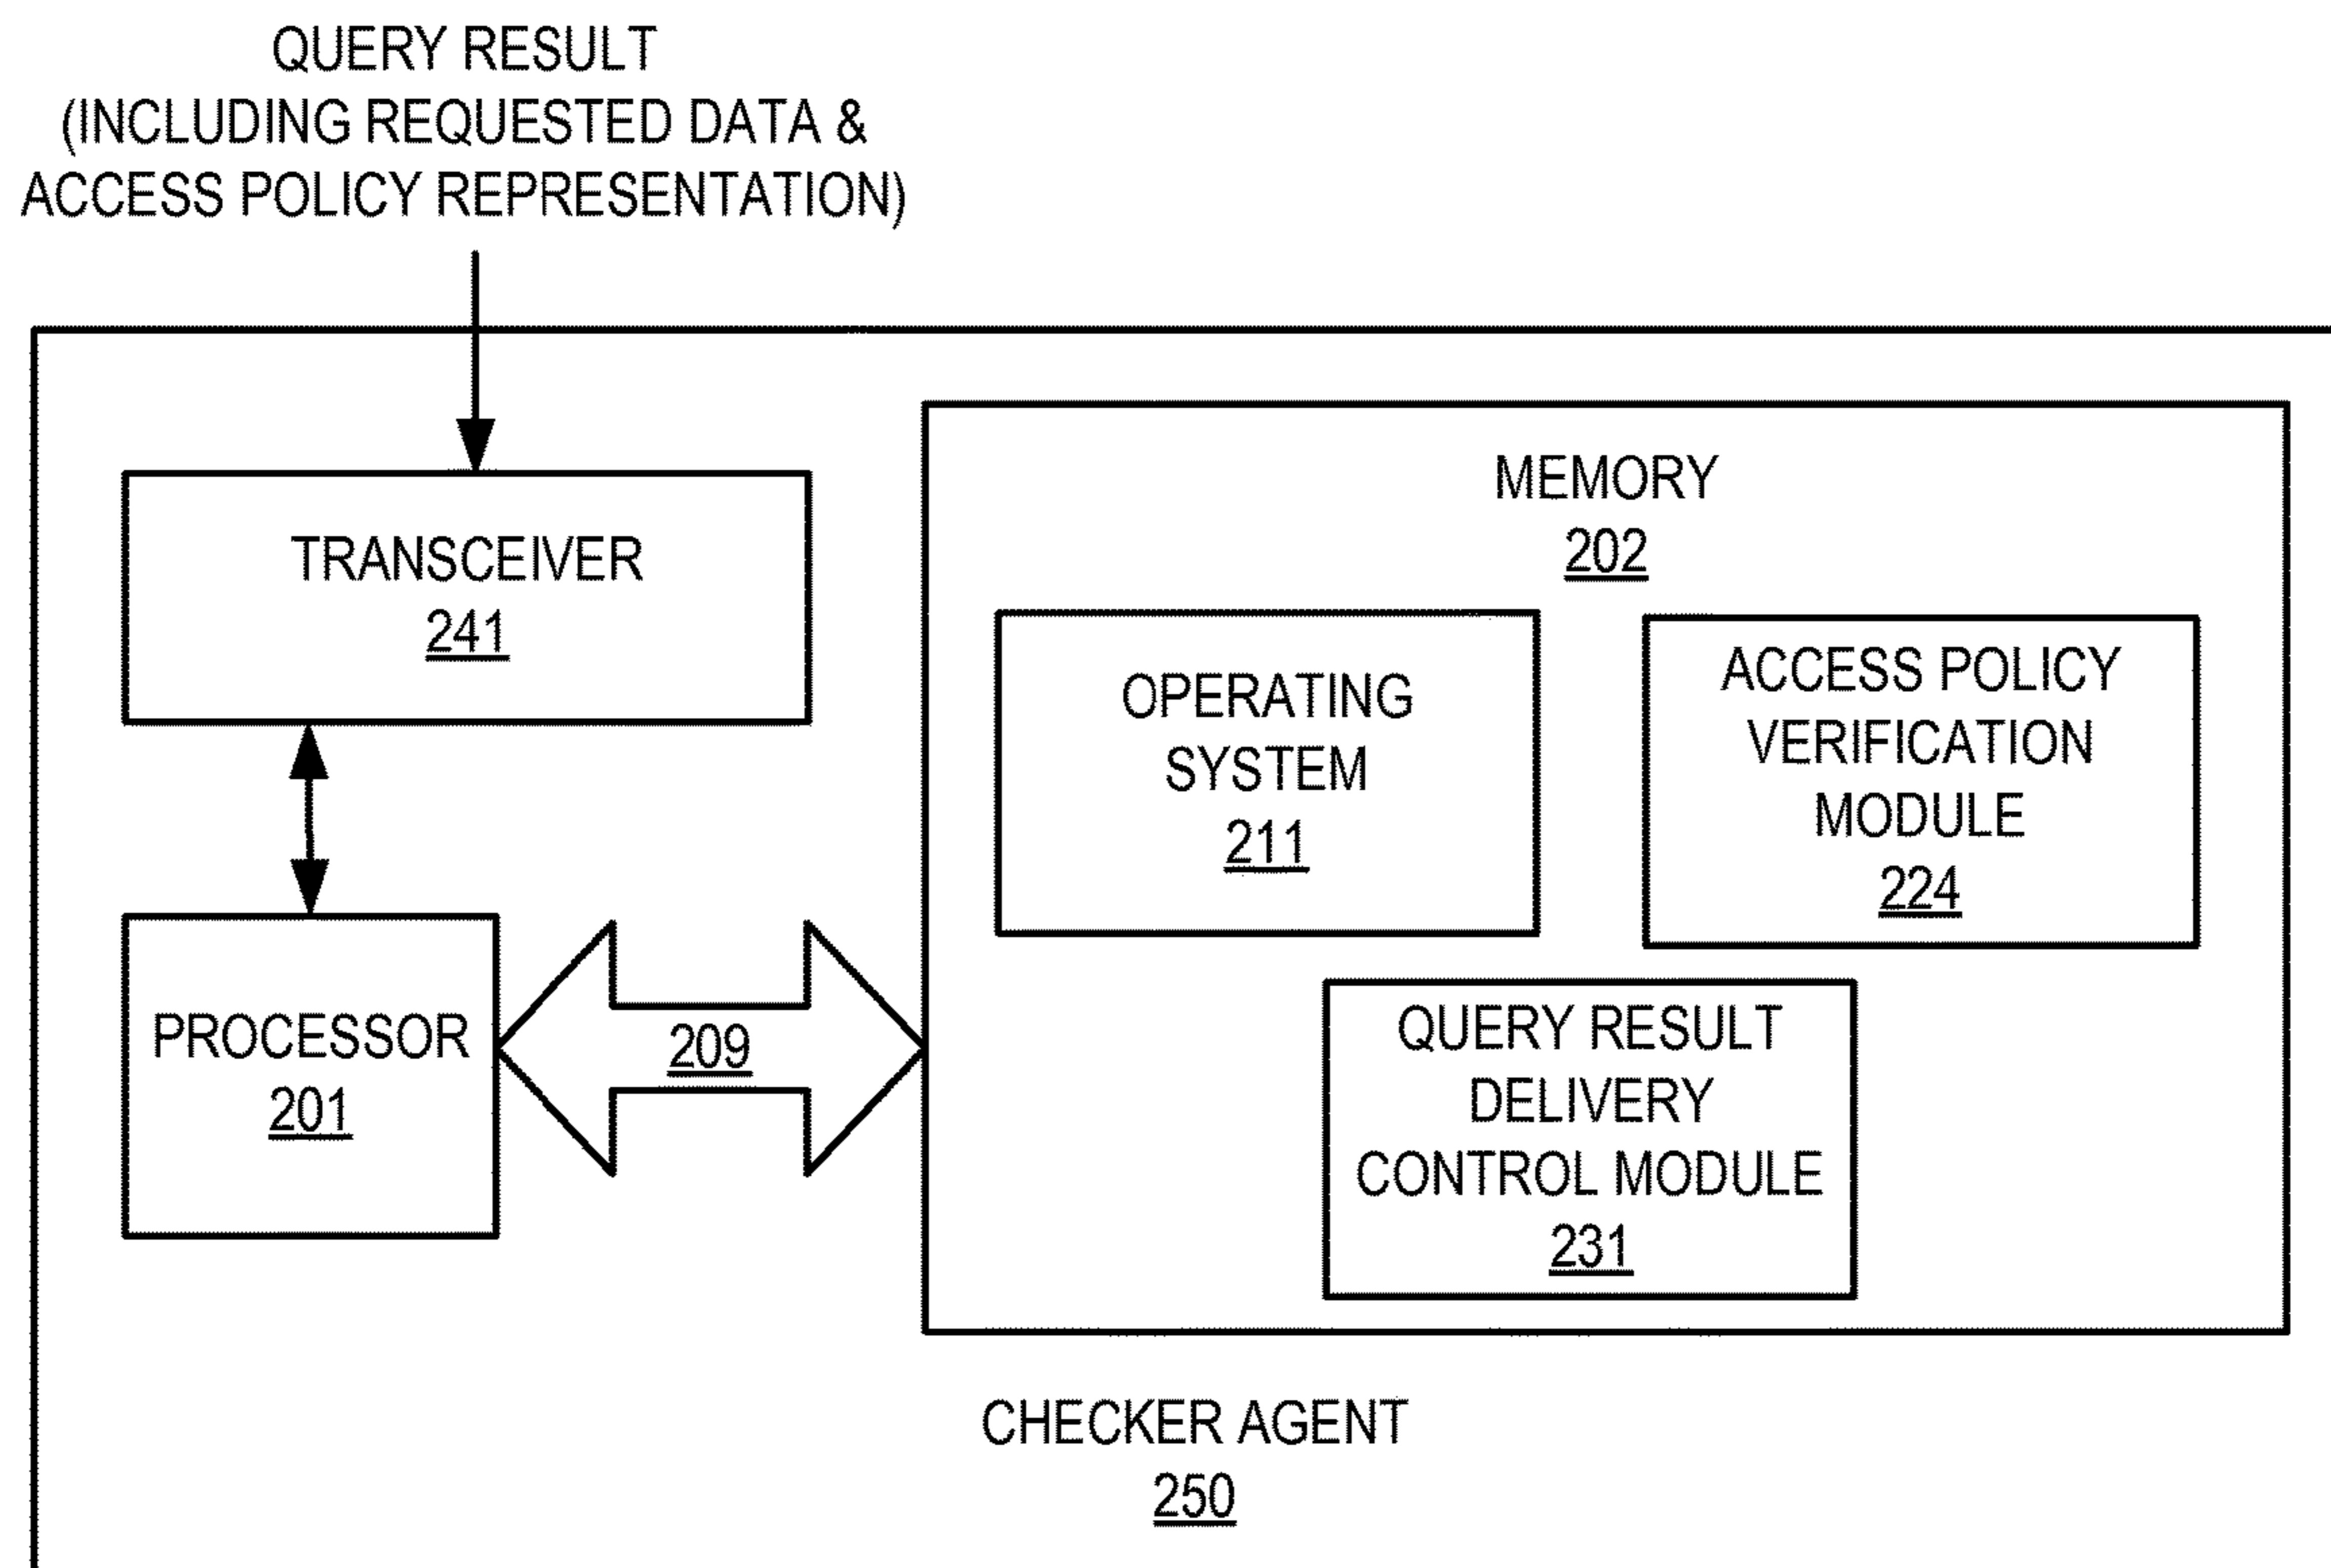 QUERY RESULT
(INCLUDING REQUESTED DATA &
ACCESS POLICY REPRESENTATION)
TRANSCEIVER
241
PROCESSOR
201
209
MEMORY
202
OPERATING
SYSTEM
211
ACCESS POLICY
VERIFICATION
MODULE
224
QUERY RESULT
DELIVERY
CONTROL MODULE
231
CHECKER AGENT
250